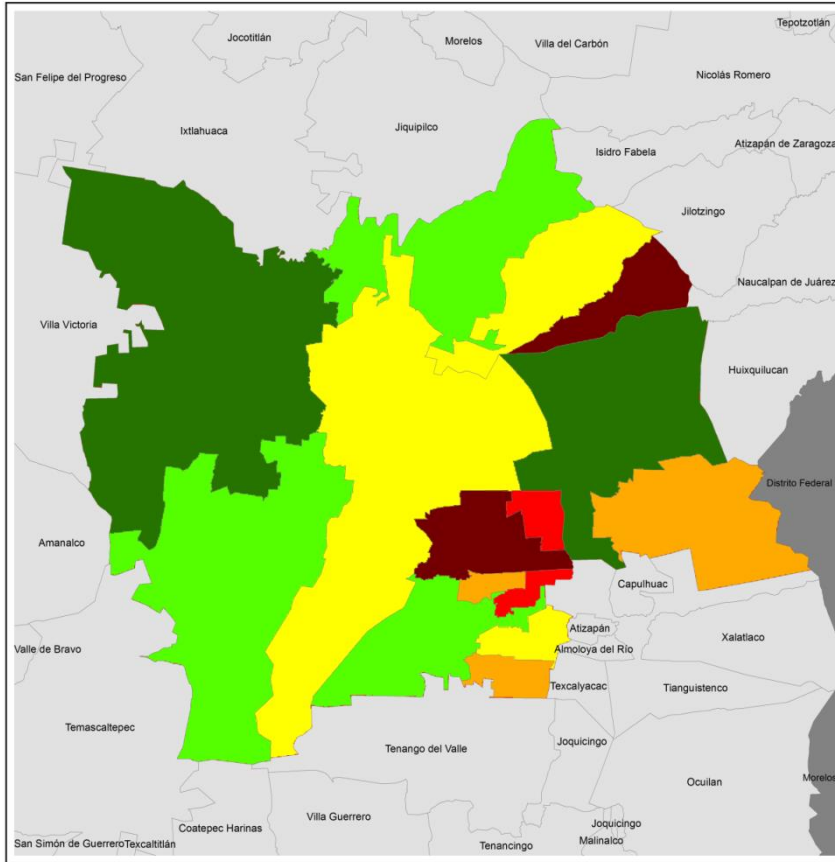 Tepotzotlán
Jocotitlán
Morelos
Villa del Carbón
San Felipe del Progreso
Nicolás Romero
Ixtlahuaca
Jiquipilco
Atizapán de Zaragoza
Isidro Fabela
Jilotzingo
Naucalpan de Juárez
Villa Victoria
Huixquilucan
Distrito Federal
Amanalco
Capulhuac
Atizapán
Xalatlaco
Valle de Bravo
Almoloya del Río
Texcalyacac
Tianguistenco
Temascaltepec
Tenango del Valle
Joquicingo
Morelos
Ocuilan
Villa Guerrero
Coatepec Harinas
Joquicingo
San Simón de Guerrero
Texcaltitlán
Tenancingo
Malinalco